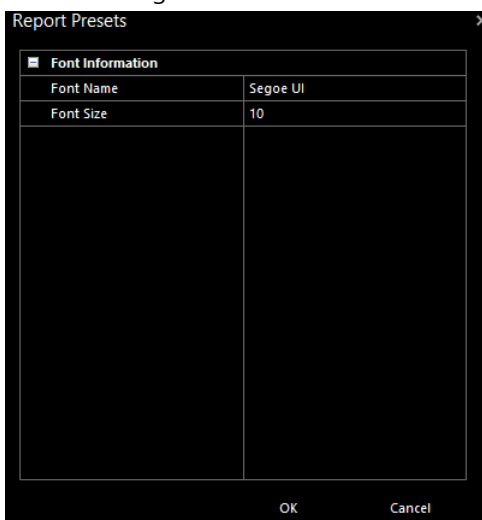 Report Presets
Font Information
Font Name Segoe UI
Font Size 10
OK Cancel